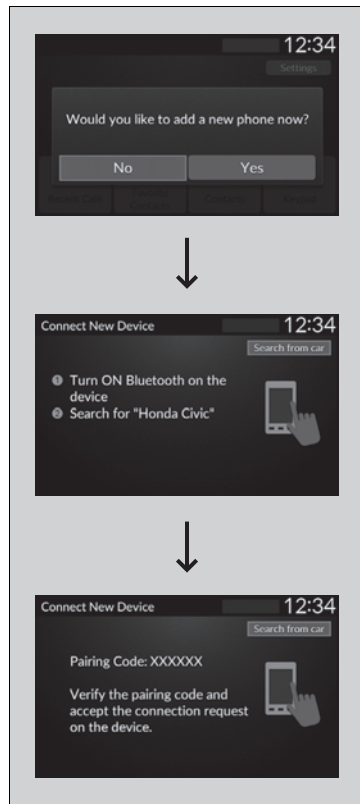 12:34
Settings
Would you like to add a new phone now?
No
Yes
Contacts
Connect New Device
12:34
Search from car
❶ Turn ON Bluetooth on the
device
❷ Search for "Honda Civic"
Connect New Device
12:34
Search from car
Pairing Code: XXXXXX
Verify the pairing code and
accept the connection request
on the device.